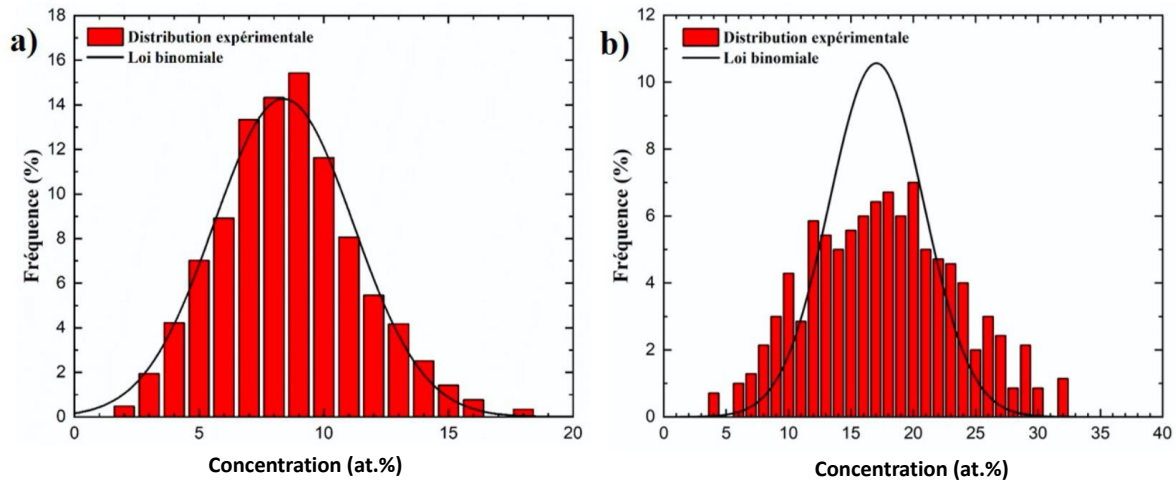 a)
Distribution expérimentale
Loi binomiale
18
16
14
12
10
8
6
4
2
0
Fréquence (%)
0 5 10 15 20
Concentration (at.%)
b)
Distribution expérimentale
Loi binomiale
12
10
8
6
4
2
0
Fréquence (%)
0 5 10 15 20 25 30 35 40
Concentration (at.%)